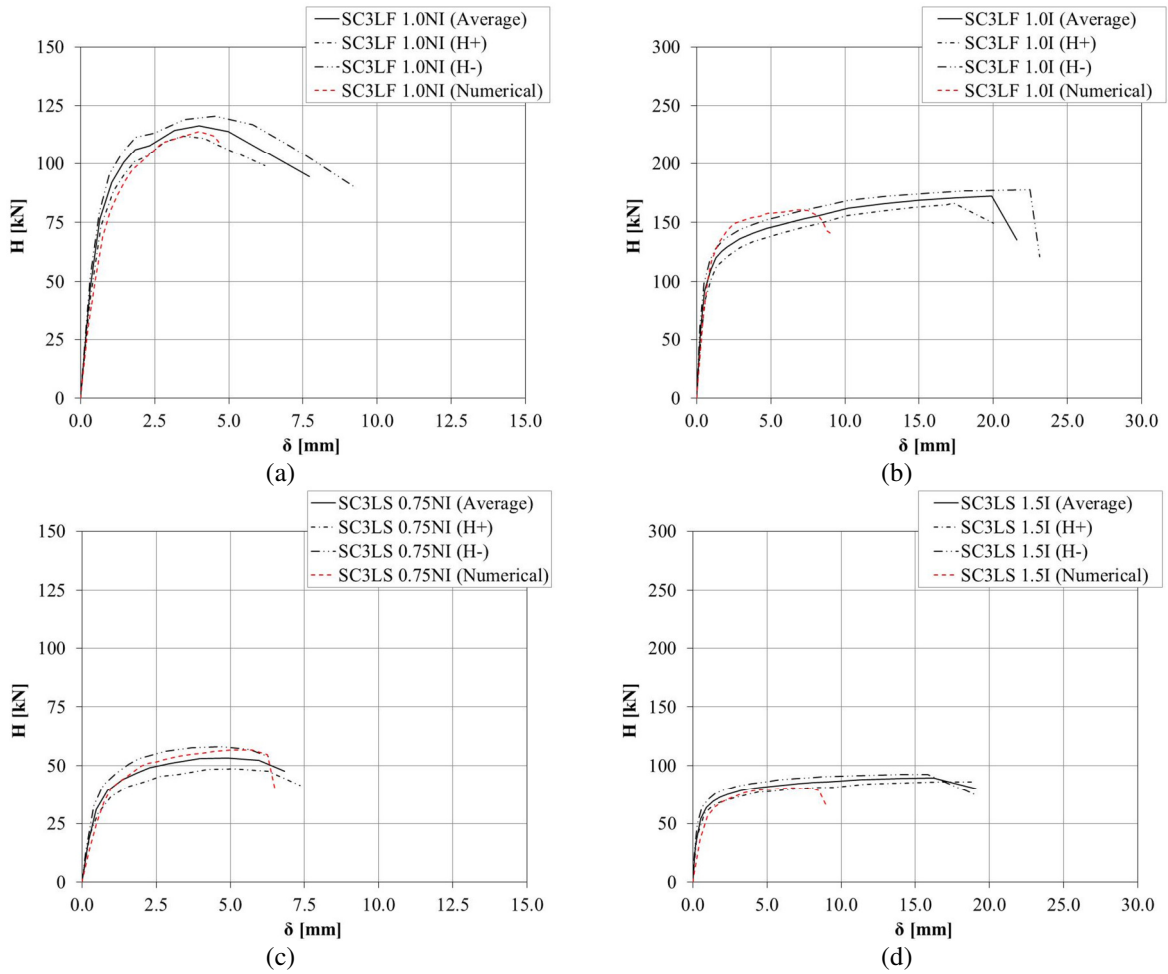 SC3LF 1.0NI (Average)
SC3LF 1.0NI (H+)
SC3LF 1.0NI (H-)
SC3LF 1.0NI (Numerical)
150
125
100
75
50
25
0
H [kN]
0.0 2.5 5.0 7.5 10.0 12.5 15.0
δ [mm]
(a)
SC3LF 1.0I (Average)
SC3LF 1.0I (H+)
SC3LF 1.0I (H-)
SC3LF 1.0I (Numerical)
300
250
200
150
100
50
0
H [kN]
0.0 5.0 10.0 15.0 20.0 25.0 30.0
δ [mm]
(b)
SC3LS 0.75NI (Average)
SC3LS 0.75NI (H+)
SC3LS 0.75NI (H-)
SC3LS 0.75NI (Numerical)
150
125
100
75
50
25
0
H [kN]
0.0 2.5 5.0 7.5 10.0 12.5 15.0
δ [mm]
(c)
SC3LS 1.5I (Average)
SC3LS 1.5I (H+)
SC3LS 1.5I (H-)
SC3LS 1.5I (Numerical)
300
250
200
150
100
50
0
H [kN]
0.0 5.0 10.0 15.0 20.0 25.0 30.0
δ [mm]
(d)